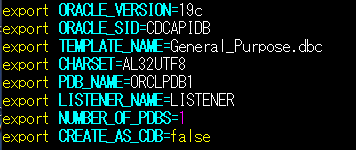 export ORACLE_VERSION=19c
export ORACLE_SID=CDCAPIDB
export TEMPLATE_NAME=General_Purpose.dbc
export CHARSET=AL32UTF8
export PDB_NAME=ORCLPDB1
export LISTENER_NAME=LISTENER
export NUMBER_OF_PDBS=1
export CREATE_AS_CDB=false